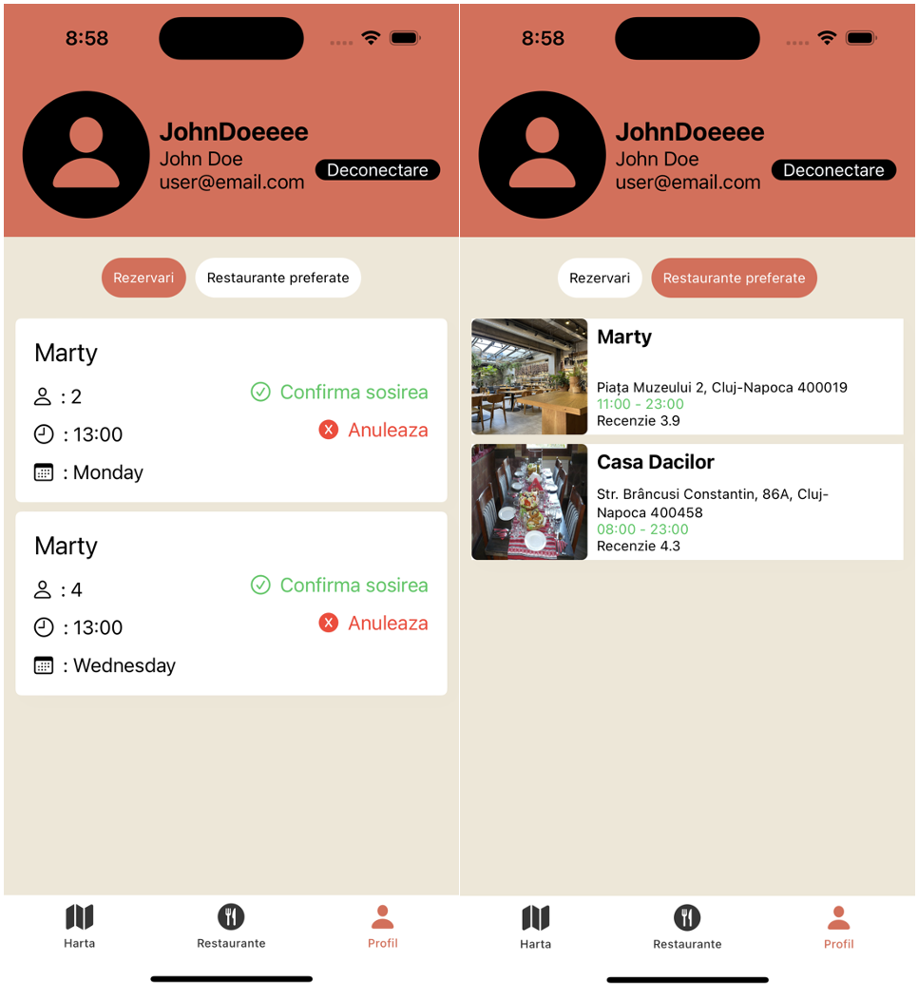 8:58
JohnDoeeee
John Doe
user@email.com
Deconectare
Rezervari
Restaurante preferate
Marty
: 2
Confirma sosirea
: 13:00
X Anuleaza
: Monday
Marty
: 4
Confirma sosirea
: 13:00
X Anuleaza
: Wednesday
Harta
Restaurante
Profil
8:58
JohnDoeeee
John Doe
user@email.com
Deconectare
Rezervari
Restaurante preferate
Marty
Piața Muzeului 2, Cluj-Napoca 400019
11:00 - 23:00
Recenzie 3.9
Casa Dacilor
Str. Brâncusi Constantin, 86A, Cluj-
Napoca 400458
08:00 - 23:00
Recenzie 4.3
Harta
Restaurante
Profil